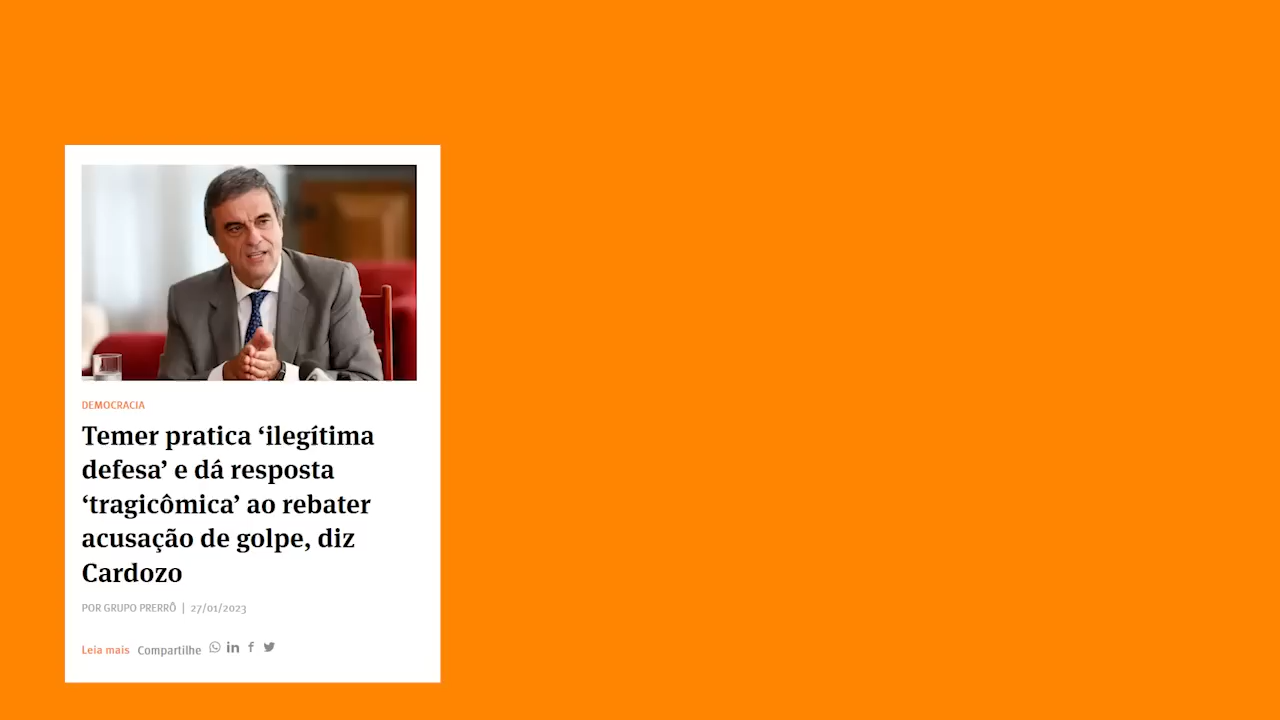 DEMOCRACIA
Temer pratica ‘ilegítima
defesa’ e dá resposta
‘tragicômica’ ao rebater
acusação de golpe, diz
Cardozo
POR GRUPO PRERRÔ | 27/01/2023
Leia mais Compartilhe